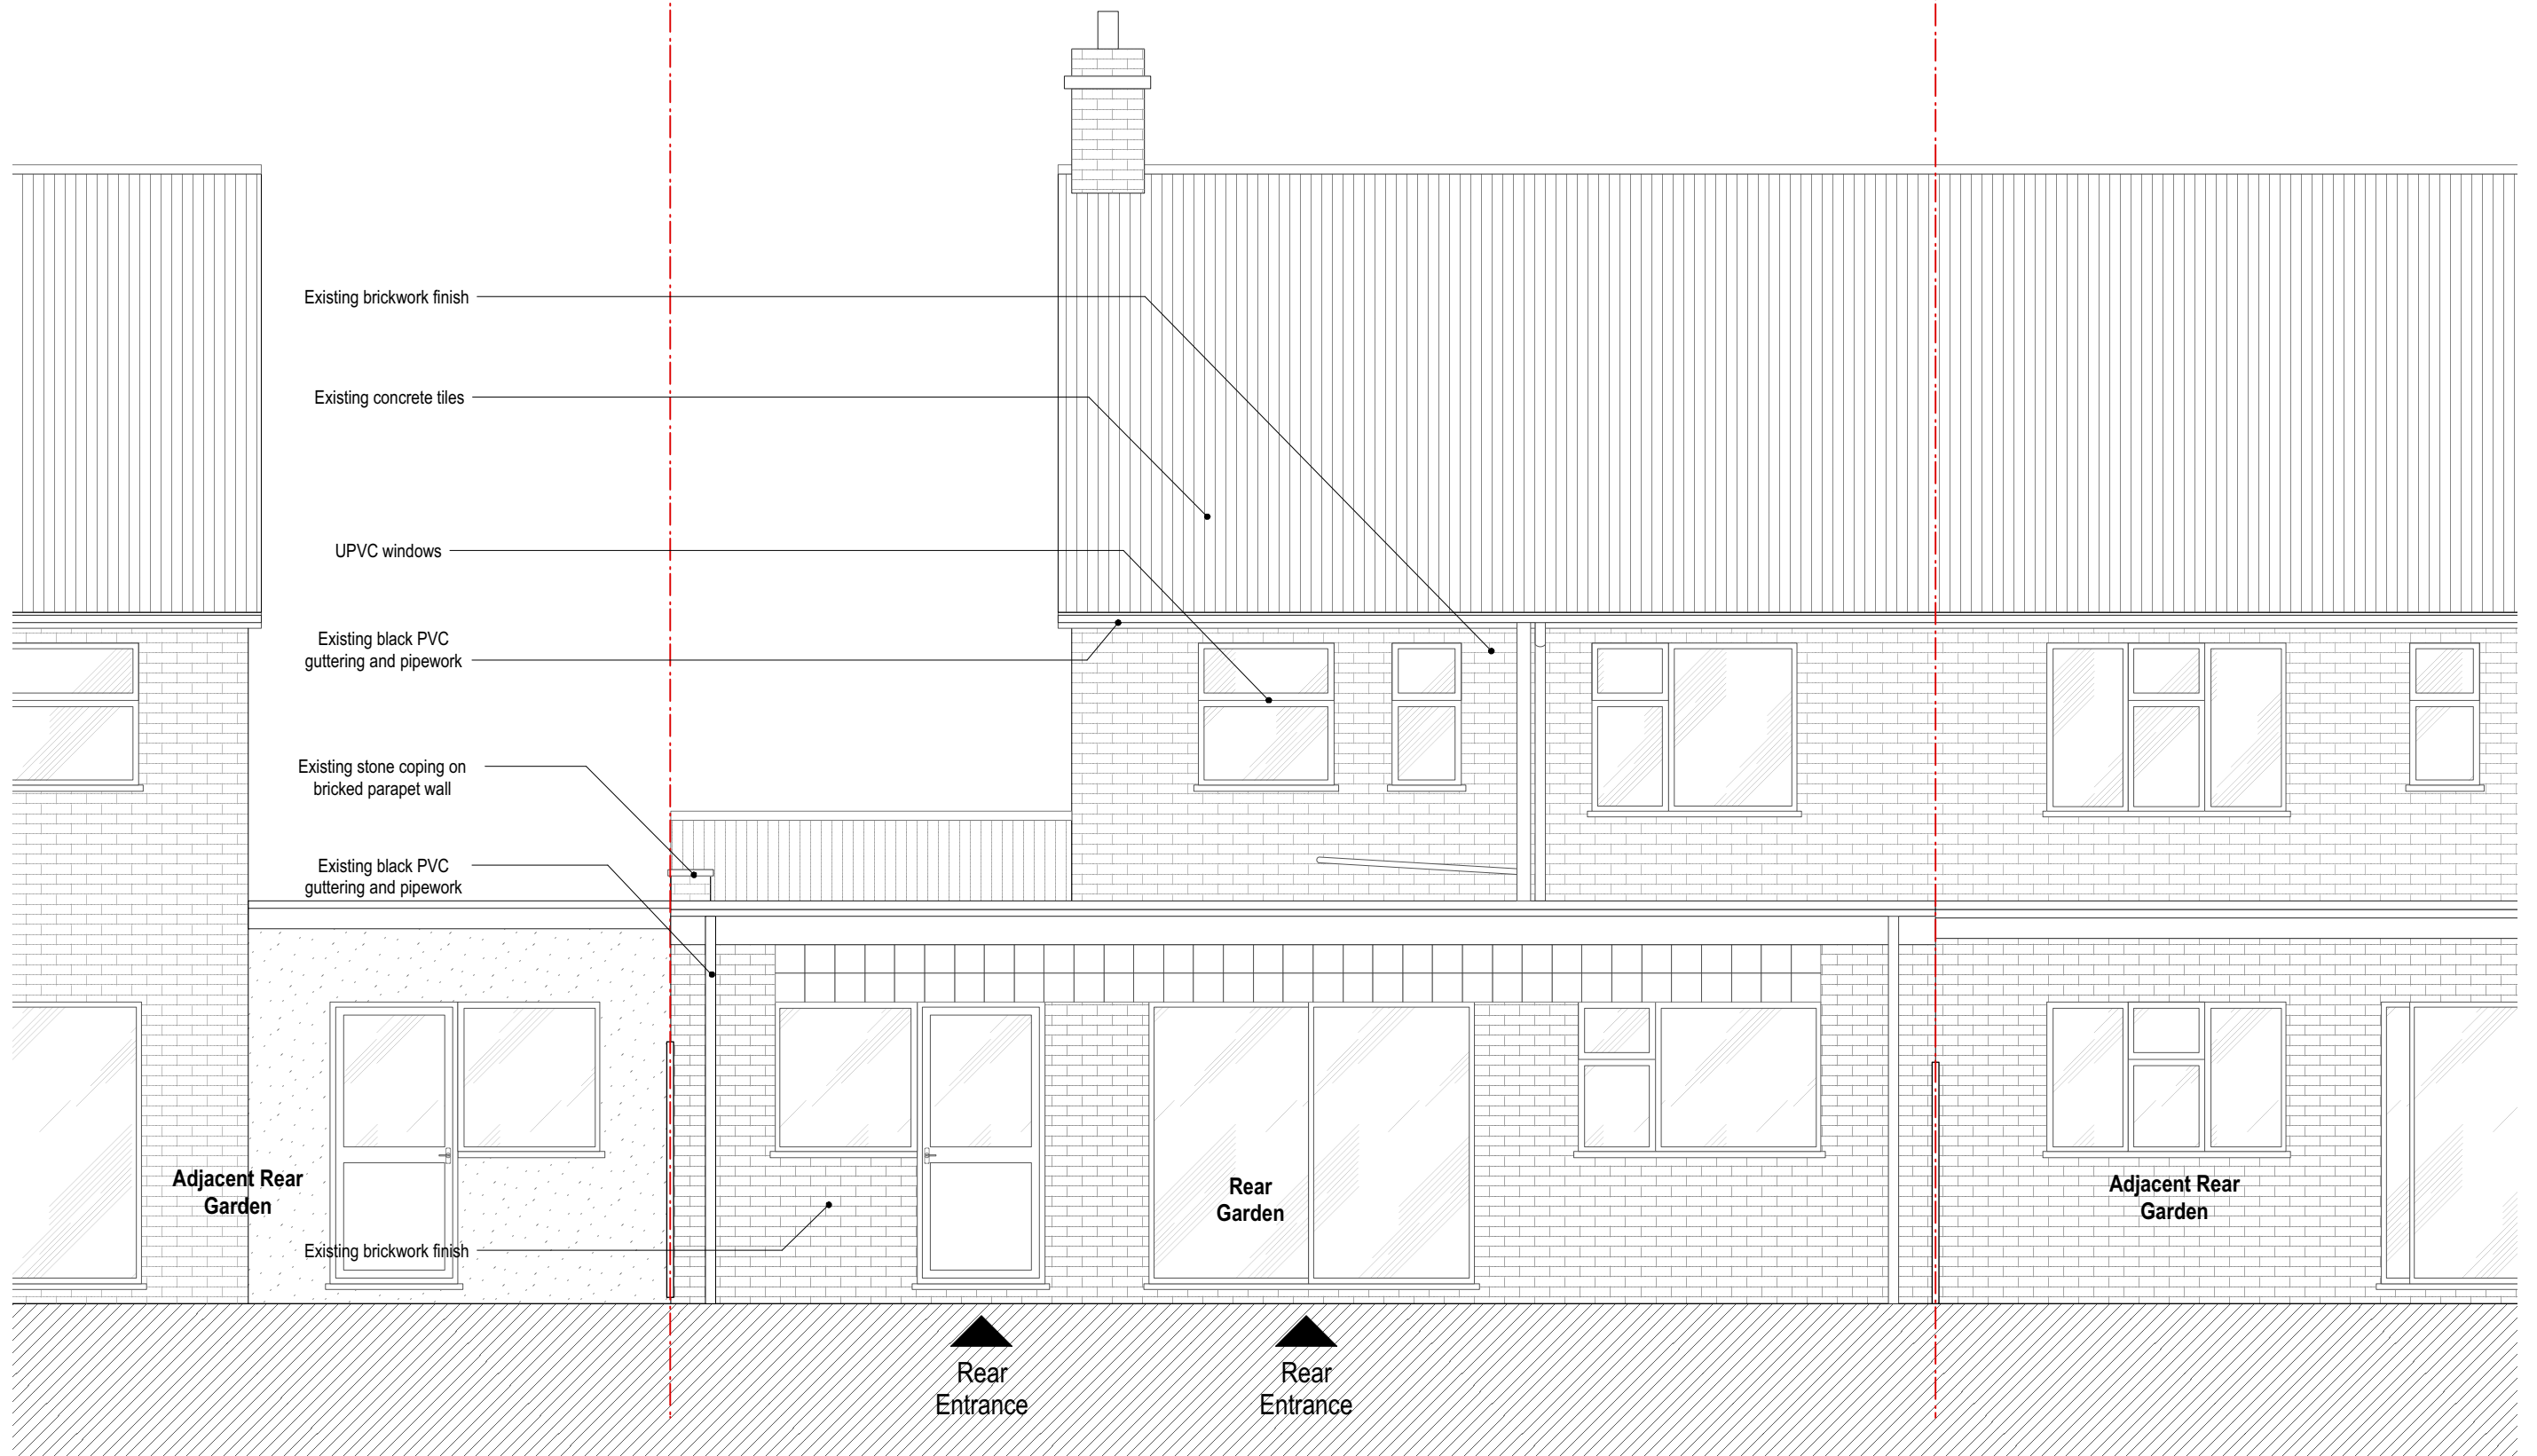 Existing brickwork finish
Existing concrete tiles
UPVC windows
Existing black PVC
guttering and pipework
Existing stone coping on
bricked parapet wall
Existing black PVC
guttering and pipework
Adjacent Rear
Garden
Rear
Garden
Adjacent Rear
Garden
Existing brickwork finish
Rear
Entrance
Rear
Entrance